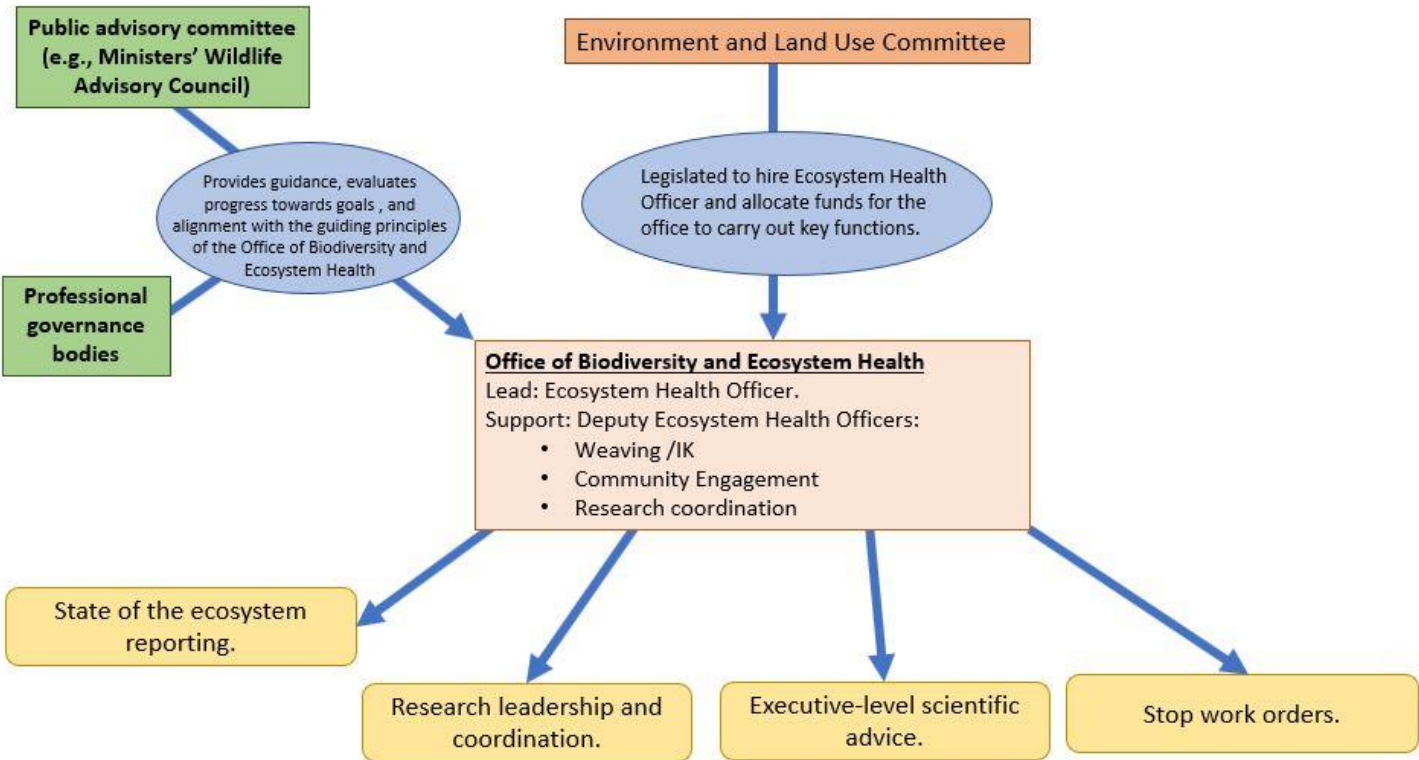 Public advisory committee
(e.g., Ministers’ Wildlife
Advisory Council)
Environment and Land Use Committee
Provides guidance, evaluates
progress towards goals , and
alignment with the guiding principles
of the Office of Biodiversity and
Ecosystem Health
Legislated to hire Ecosystem Health
Officer and allocate funds for the
office to carry out key functions.
Professional
governance
bodies
Office of Biodiversity and Ecosystem Health
Lead: Ecosystem Health Officer.
Support: Deputy Ecosystem Health Officers:
• Weaving /IK
• Community Engagement
• Research coordination
State of the ecosystem
reporting.
Research leadership and
coordination.
Executive-level scientific
advice.
Stop work orders.